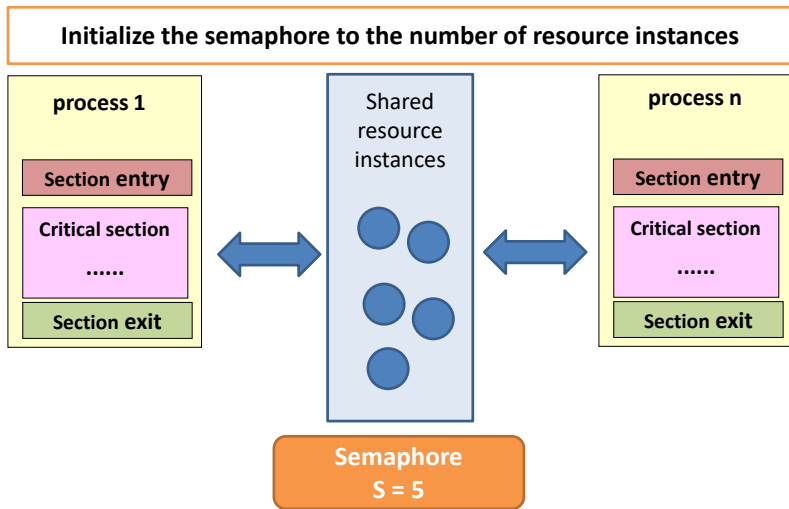 Initialize the semaphore to the number of resource instances
process 1
Section entry
Critical section
......
Section exit
Shared
resource
instances
process n
Section entry
Critical section
......
Section exit
Semaphore
S = 5